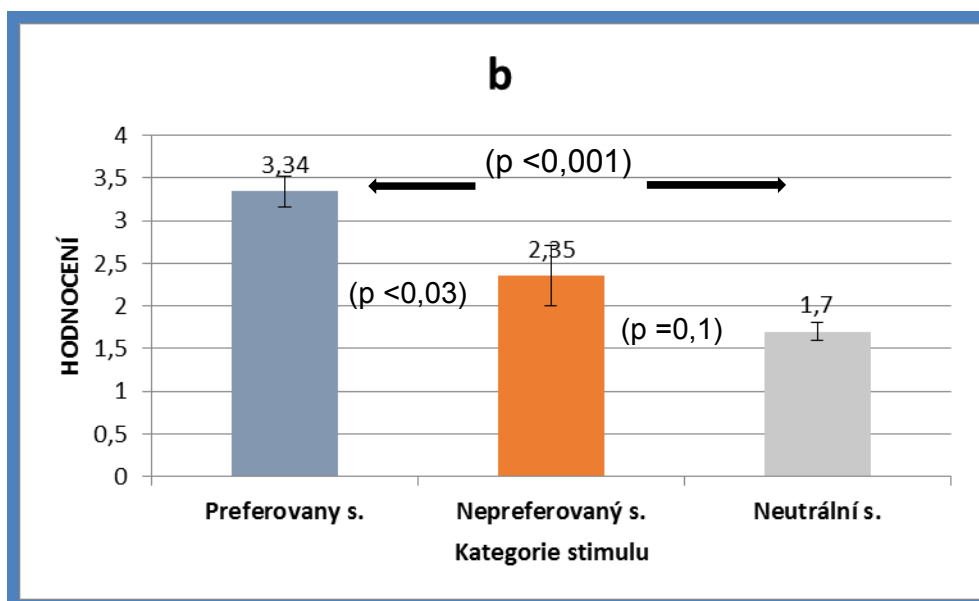 b
4
3,5
3
2,5
2
1,5
1
0,5
0
HODNOCENÍ
3,34
(p <0,001)
2,35
(p <0,03)
(p =0,1)
1,7
Preferovany s.
Nepreferovaný s.
Neutrální s.
Kategorie stimulu